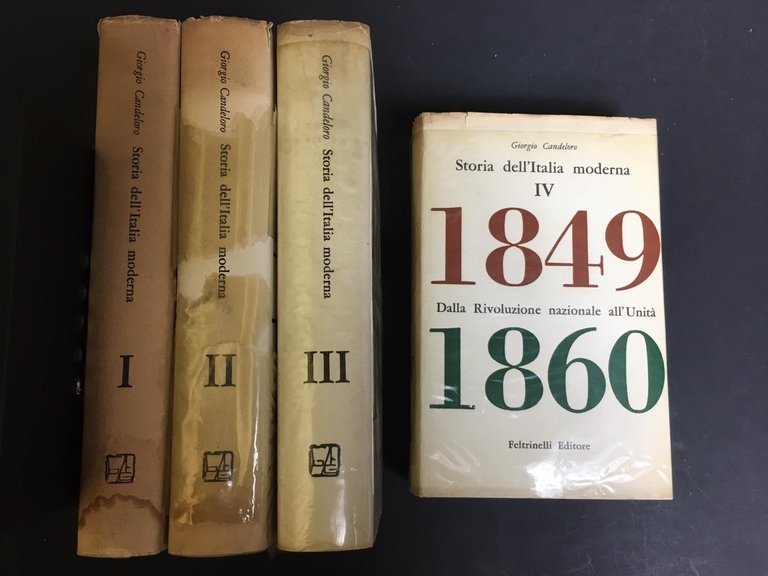 Giorgio Candeloro Storia dell'Italia moderna I
Giorgio Candeloro Storia dell'Italia moderna II
Giorgio Candeloro Storia dell'Italia moderna III
Giorgio Candeloro
Storia dell'Italia moderna
IV
1849
Dalla Rivoluzione nazionale all'Unità
1860
Feltrinelli Editore